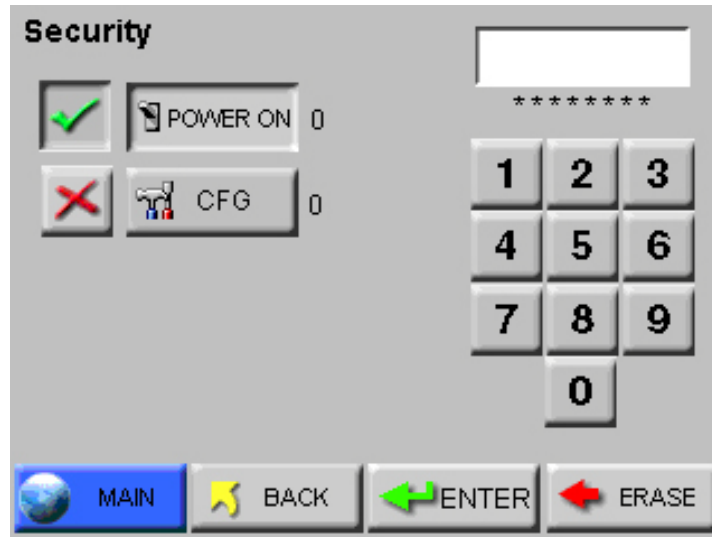 Security
********
POWER ON 0
CFG 0
1 2 3
4 5 6
7 8 9
0
MAIN BACK ENTER ERASE